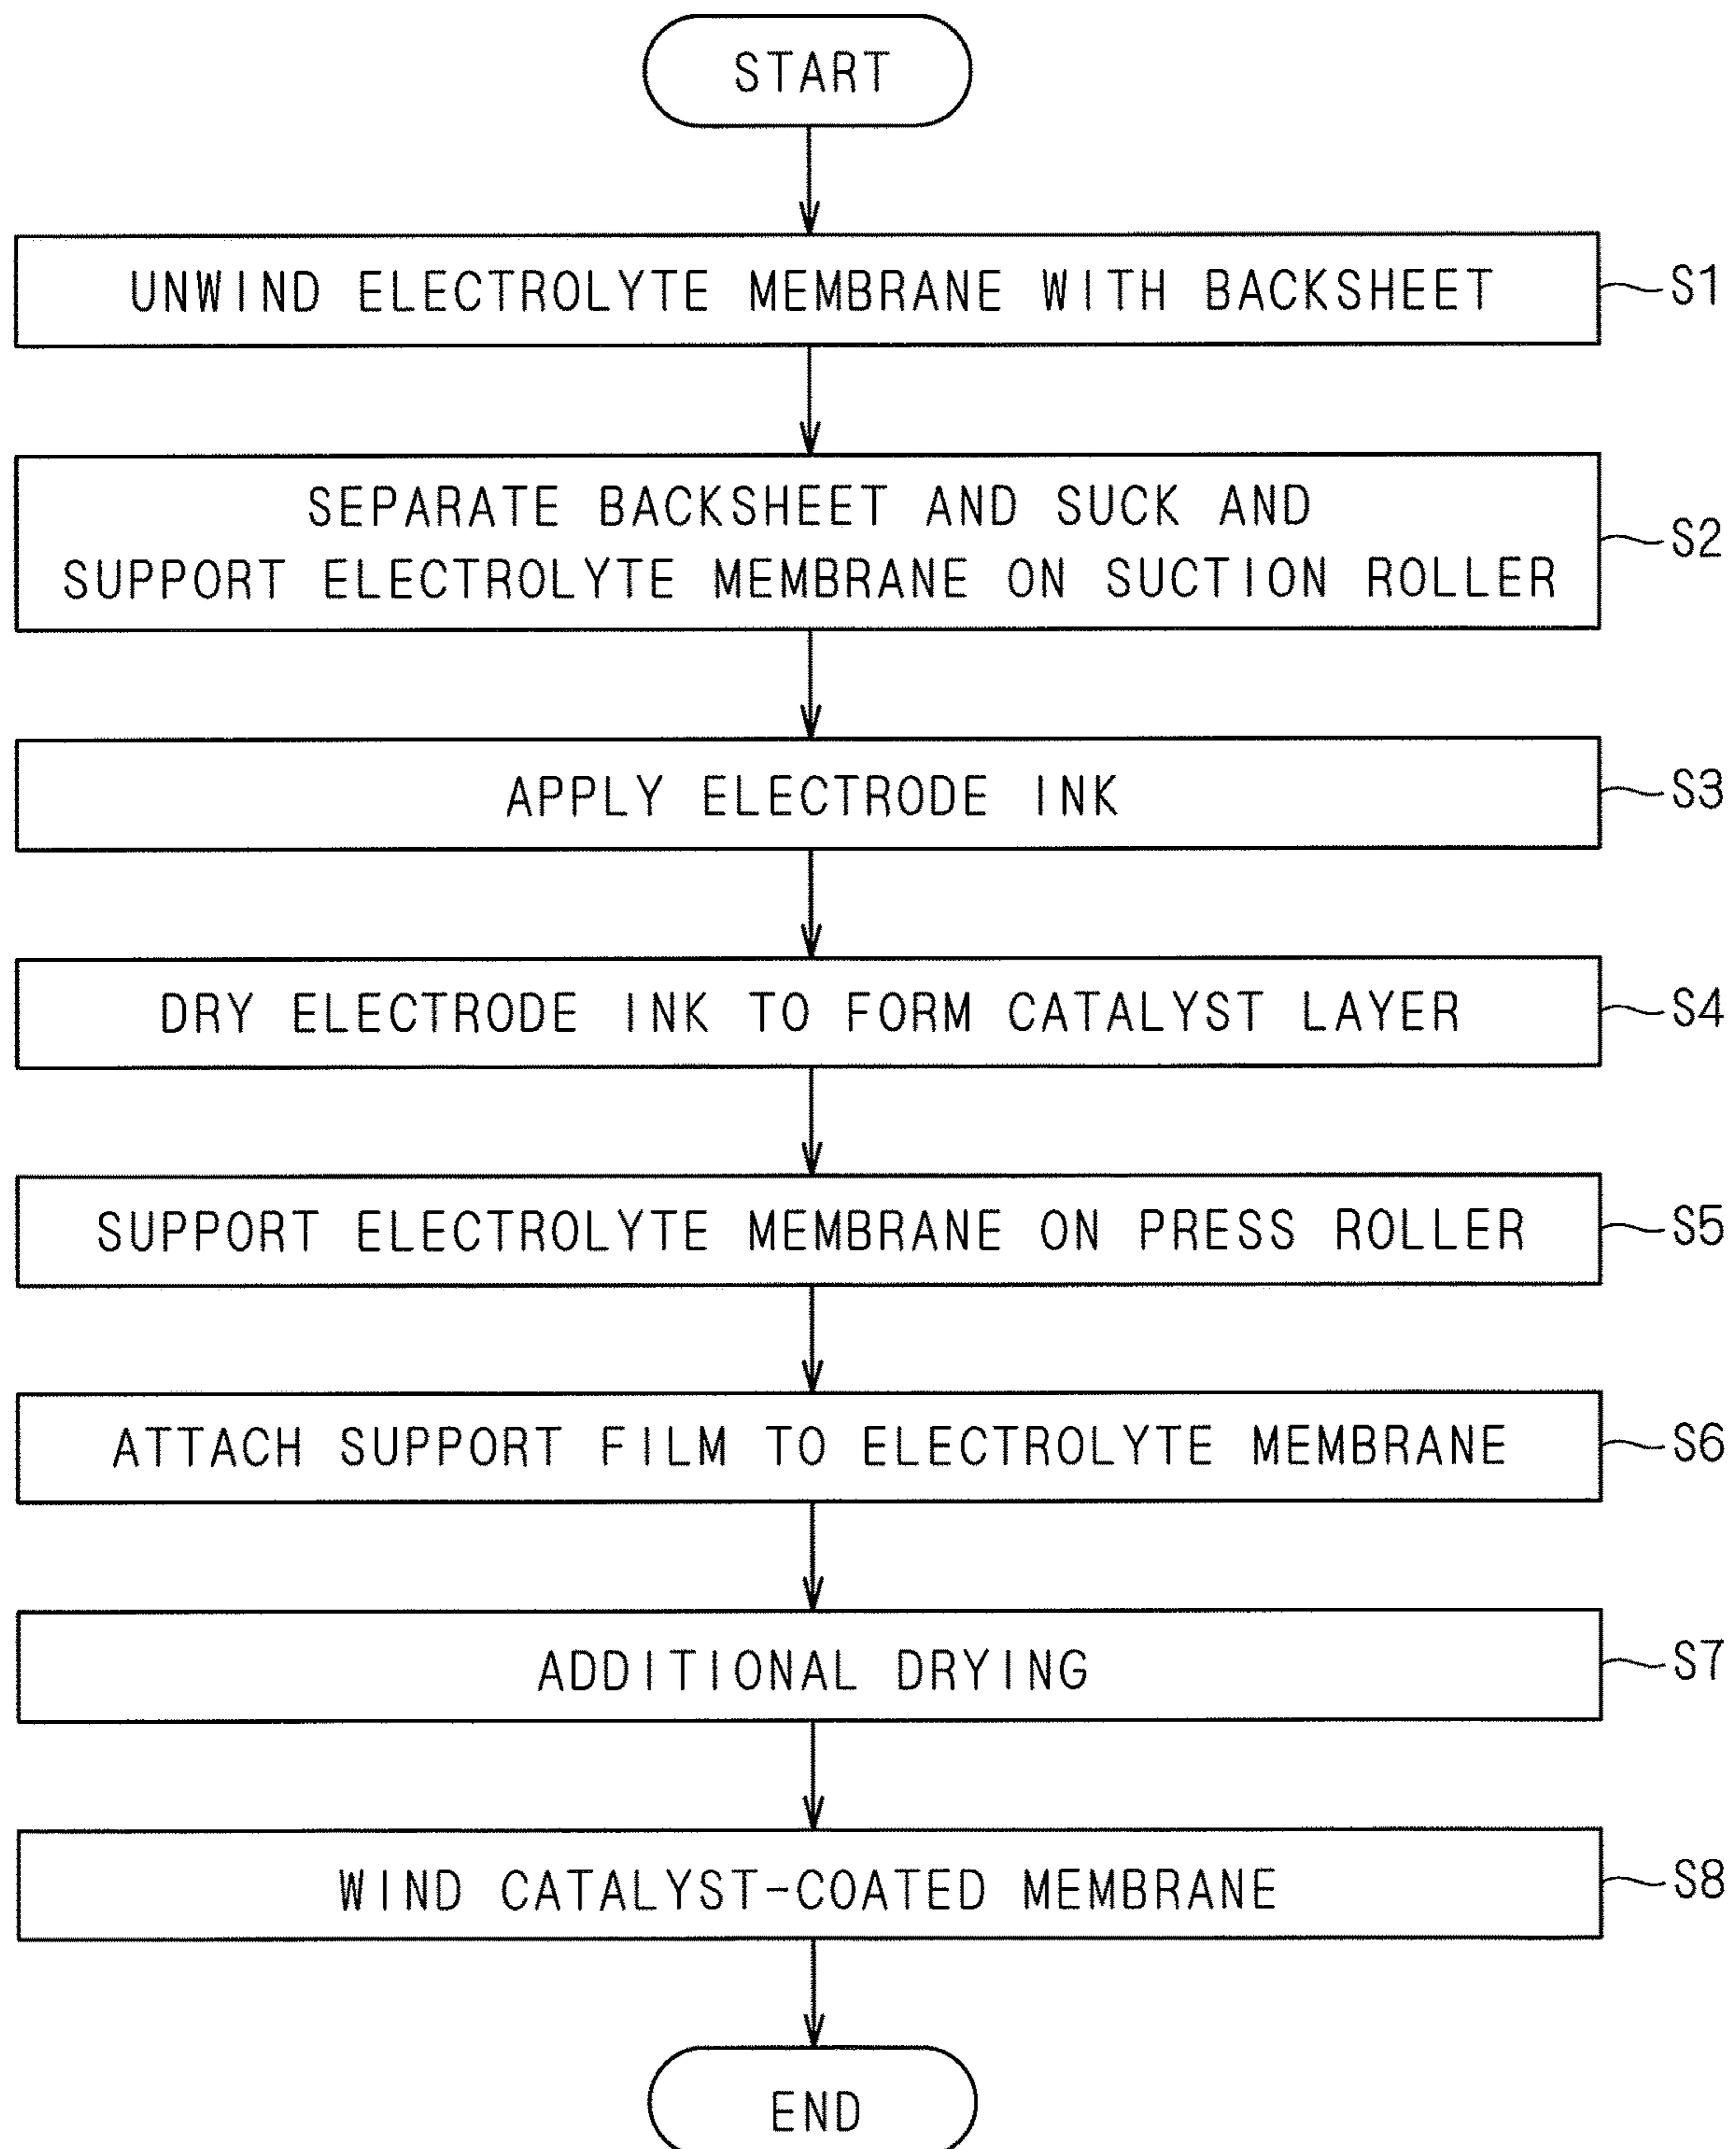 START
UNWIND ELECTROLYTE MEMBRANE WITH BACKSHEET
S1
SEPARATE BACKSHEET AND SUCK AND
SUPPORT ELECTROLYTE MEMBRANE ON SUCTION ROLLER
S2
APPLY ELECTRODE INK
S3
DRY ELECTRODE INK TO FORM CATALYST LAYER
S4
SUPPORT ELECTROLYTE MEMBRANE ON PRESS ROLLER
S5
ATTACH SUPPORT FILM TO ELECTROLYTE MEMBRANE
S6
ADDITIONAL DRYING
S7
WIND CATALYST-COATED MEMBRANE
S8
END